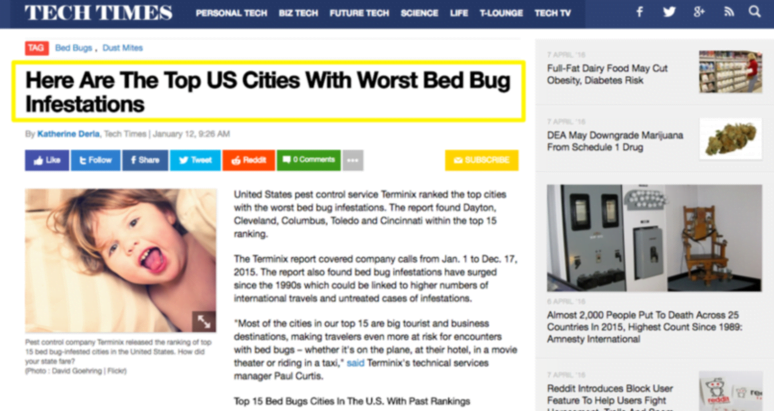 TECH TIMES
PERSONAL TECH BIZ TECH FUTURE TECH SCIENCE LIFE T-LOUNGE TECH TV
TAG Bed Bugs , Dust Mites
Here Are The Top US Cities With Worst Bed Bug
Infestations
By Katherine Derla, Tech Times | January 12, 9:26 AM
Like Follow Share Tweet Reddit 0 Comments SUBSCRIBE
United States pest control service Terminix ranked the top cities
with the worst bed bug infestations. The report found Dayton,
Cleveland, Columbus, Toledo and Cincinnati within the top 15
ranking.
The Terminix report covered company calls from Jan. 1 to Dec. 17,
2015. The report also found bed bug infestations have surged
since the 1990s which could be linked to higher numbers of
international travels and untreated cases of infestations.
"Most of the cities in our top 15 are big tourist and business
destinations, making travelers even more at risk for encounters
with bed bugs – whether it's on the plane, at their hotel, in a movie
theater or riding in a taxi," said Terminix's technical services
manager Paul Curtis.
Top 15 Bed Bugs Cities In The U.S. With Past Rankings
Pest control company Terminix released the ranking of top
15 bed bug-infested cities in the United States. How did
your state fare?
(Photo : David Goehring | Flickr)
7 APRIL '16
Full-Fat Dairy Food May Cut
Obesity, Diabetes Risk
7 APRIL '16
DEA May Downgrade Marijuana
From Schedule 1 Drug
6 APRIL '16
Almost 2,000 People Put To Death Across 25
Countries In 2015, Highest Count Since 1989:
Amnesty International
7 APRIL '16
Reddit Introduces Block User
Feature To Help Users Fight
reddit